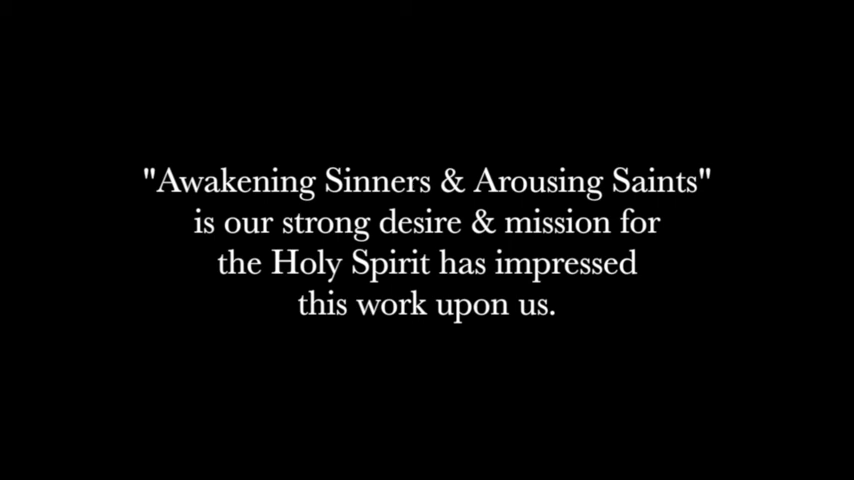 "Awakening Sinners & Arousing Saints"
is our strong desire & mission for
the Holy Spirit has impressed
this work upon us.